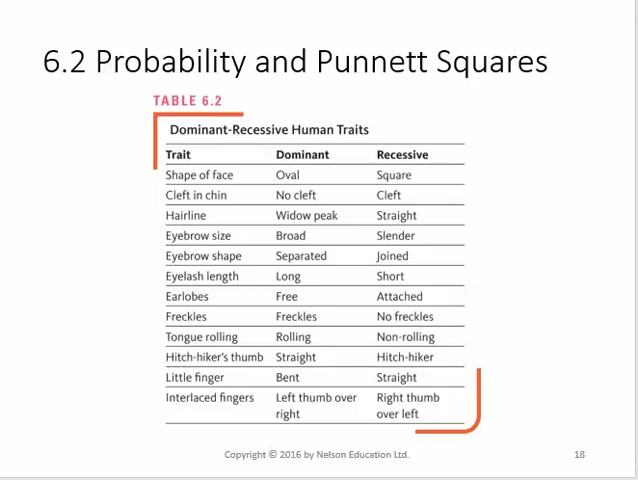 6.2 Probability and Punnett Squares
TABLE 6.2
Dominant-Recessive Human Traits
Trait Dominant Recessive
Shape of face Oval Square
Cleft in chin No cleft Cleft
Hairline Widow peak Straight
Eyebrow size Broad Slender
Eyebrow shape Separated Joined
Eyelash length Long Short
Earlobes Free Attached
Freckles Freckles No freckles
Tongue rolling Rolling Non-rolling
Hitch-hiker's thumb Straight Hitch-hiker
Little finger Bent Straight
Interlaced fingers Left thumb over Right thumb
right over left
Copyright © 2016 by Nelson Education Ltd. 18